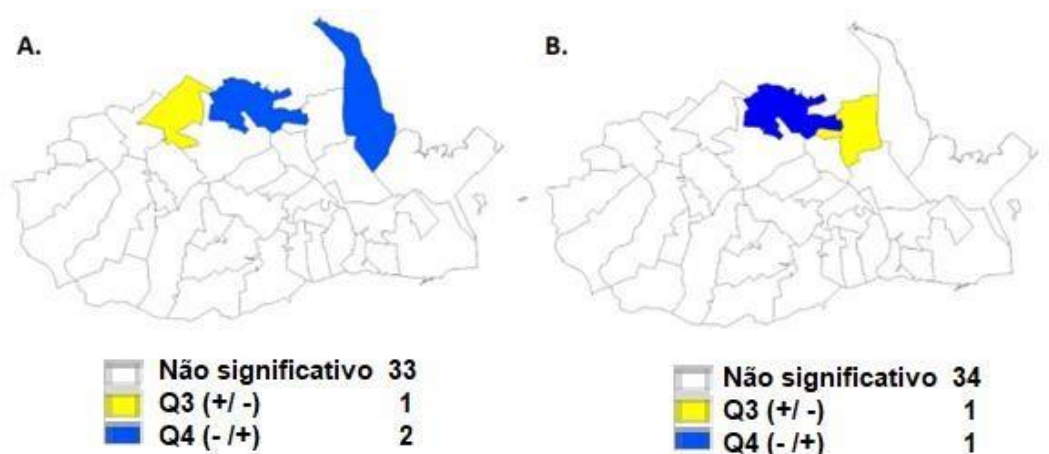 A.
B.
Não significativo 33
Q3 (+/ -) 1
Q4 (- /+) 2
Não significativo 34
Q3 (+/ -) 1
Q4 (- /+) 1